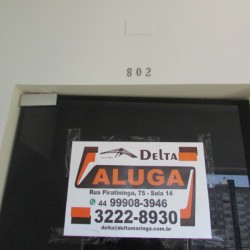 802
DELTA
ALUGA
Rua Piratininga, 75 - Sala 14
44 99908-3946
3222-8930
delta@deltamaringa.com.br